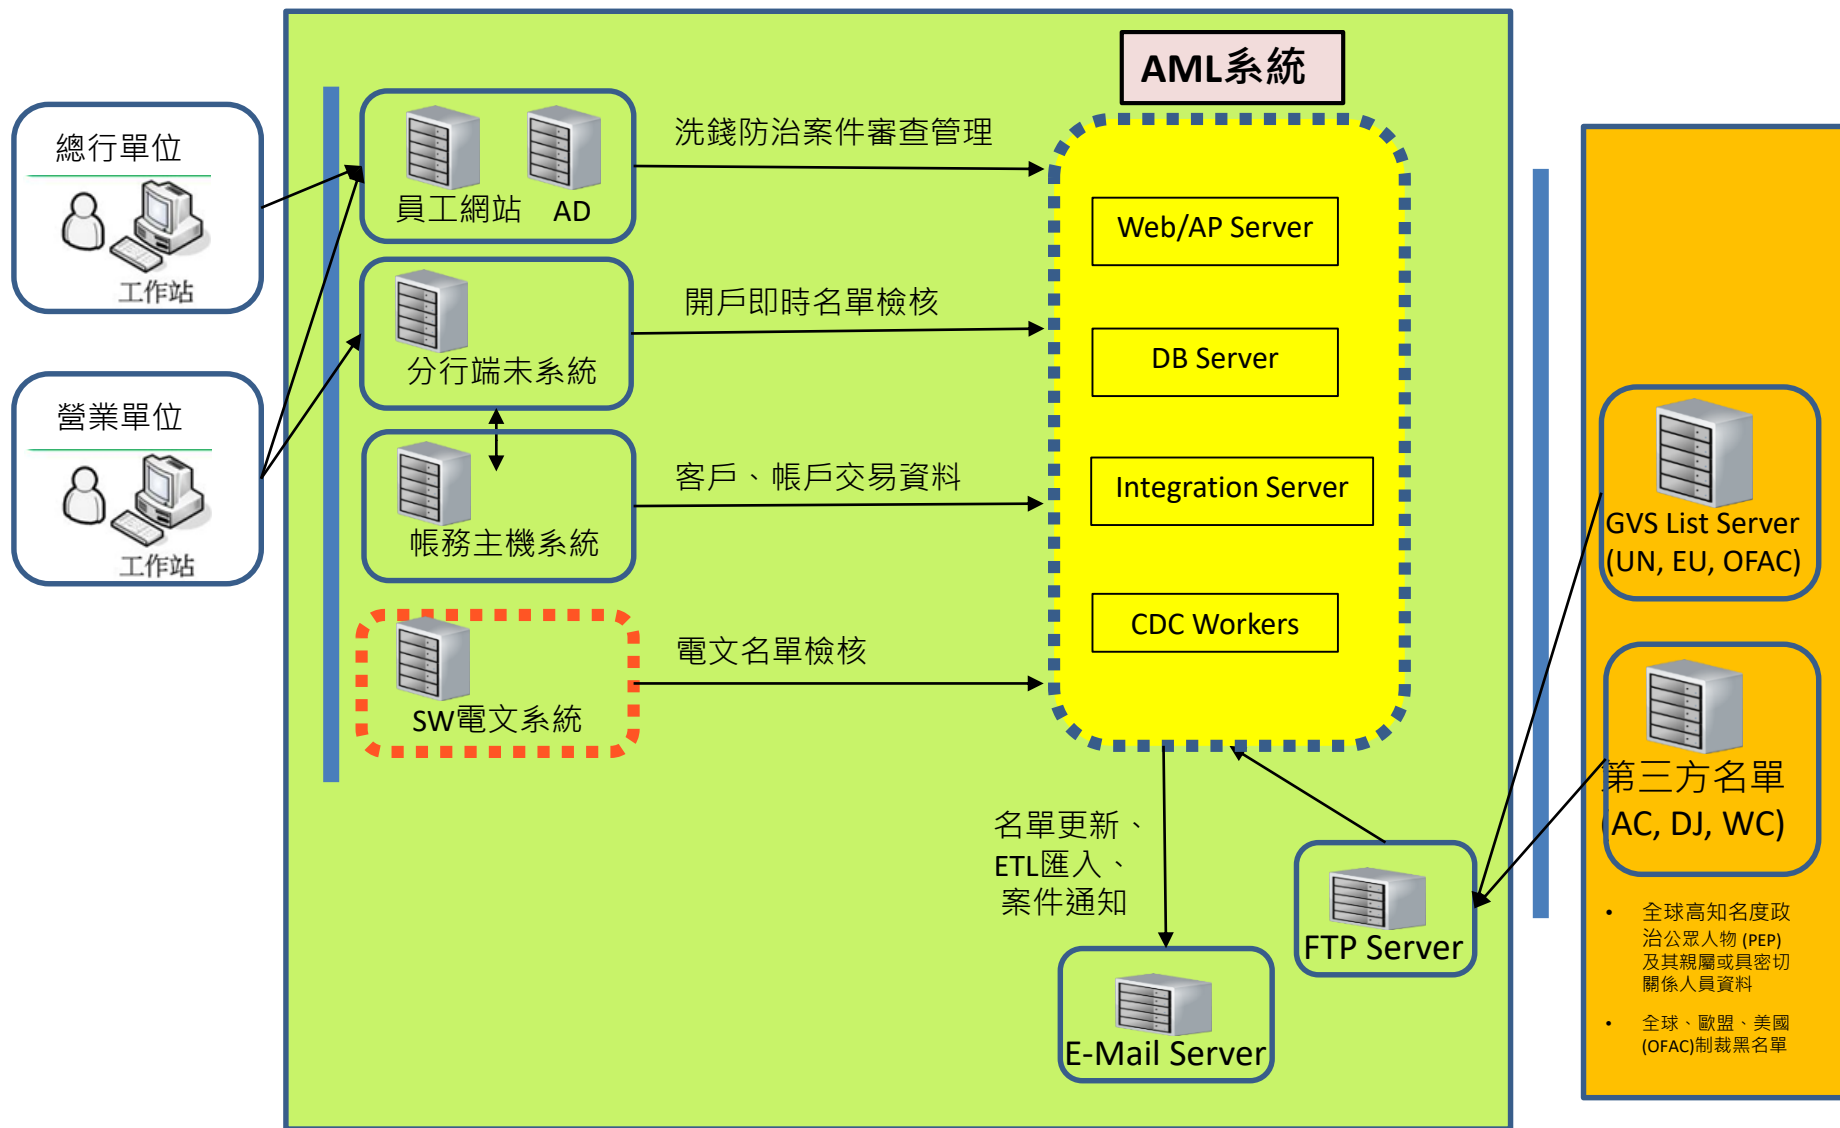 AML系統
總行單位
工作站
營業單位
工作站
員工網站
AD
洗錢防治案件審查管理
分行端末系統
開戶即時名單檢核
帳務主機系統
客戶、帳戶交易資料
SW電文系統
電文名單檢核
Web/AP Server
DB Server
Integration Server
CDC Workers
名單更新、
ETL匯入、
案件通知
E-Mail Server
FTP Server
GVS List Server
(UN, EU, OFAC)
第三方名單
(AC, DJ, WC)
• 全球高知名度政
治公眾人物 (PEP)
及其親屬或具密切
關係人員資料
• 全球、歐盟、美國
(OFAC)制裁黑名單